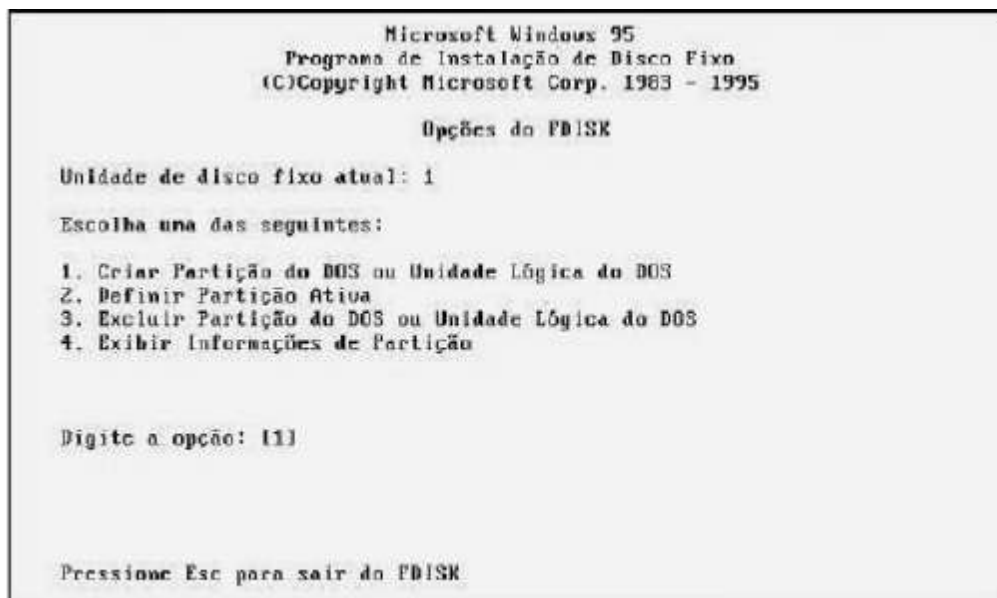 Microsoft Windows 95
Programa de Instalação de Disco Fixo
(C)Copyright Microsoft Corp. 1983 - 1995
Opções do FDISK
Unidade de disco fixo atual: 1
Escolha uma das seguintes:
1. Criar Partição do DOS ou Unidade Lógica do DOS
2. Definir Partição Ativa
3. Excluir Partição do DOS ou Unidade Lógica do DOS
4. Exibir Informações de Partição
Digite a opção: [1]
Pressione Esc para sair do FDISK